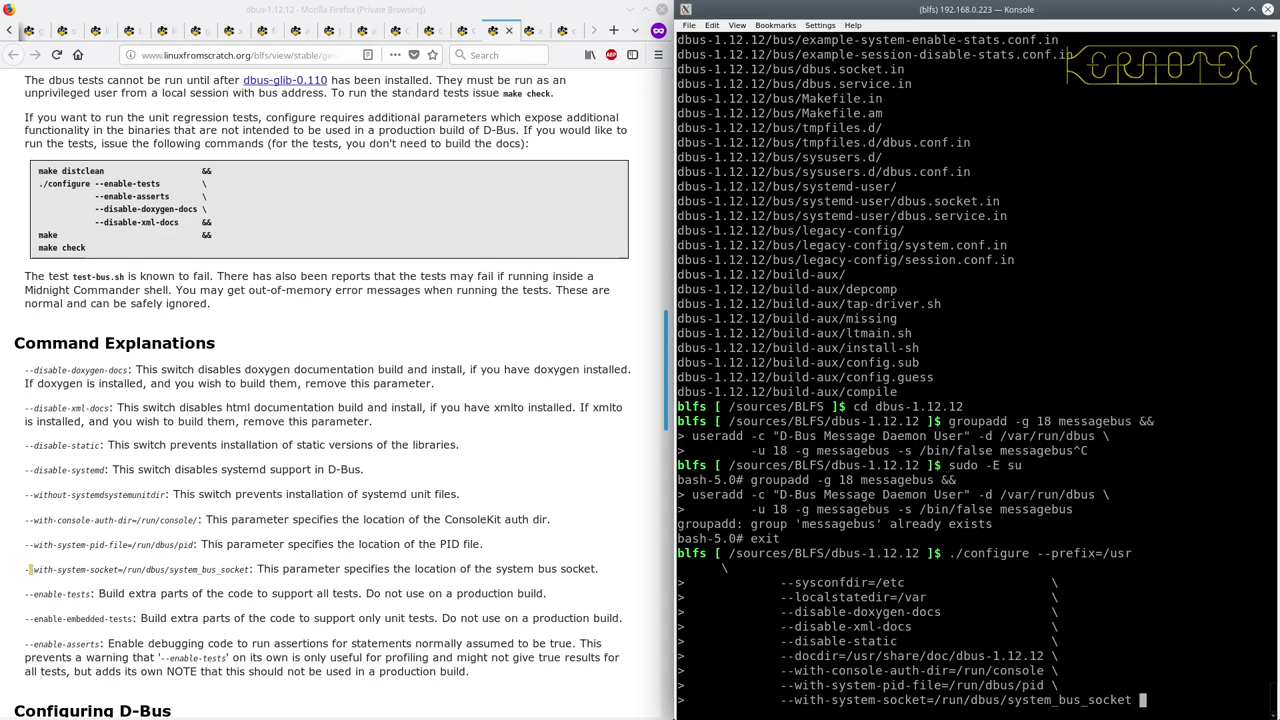 dbus-1.12.12 - Mozilla Firefox (Private Browsing)
www.linuxfromscratch.org/blfs/view/stable/gen
Search
The dbus tests cannot be run until after dbus-glib-0.110 has been installed. They must be run as an
unprivileged user from a local session with bus address. To run the standard tests issue make check.
If you want to run the unit regression tests, configure requires additional parameters which expose additional
functionality in the binaries that are not intended to be used in a production build of D-Bus. If you would like to
run the tests, issue the following commands (for the tests, you don't need to build the docs):
make distclean &&
./configure --enable-tests \
--enable-asserts \
--disable-doxygen-docs \
--disable-xml-docs &&
make &&
make check
The test test-bus.sh is known to fail. There has also been reports that the tests may fail if running inside a
Midnight Commander shell. You may get out-of-memory error messages when running the tests. These are
normal and can be safely ignored.
Command Explanations
--disable-doxygen-docs: This switch disables doxygen documentation build and install, if you have doxygen installed.
If doxygen is installed, and you wish to build them, remove this parameter.
--disable-xml-docs: This switch disables html documentation build and install, if you have xmlto installed. If xmlto
is installed, and you wish to build them, remove this parameter.
--disable-static: This switch prevents installation of static versions of the libraries.
--disable-systemd: This switch disables systemd support in D-Bus.
--without-systemdsystemunitdir: This switch prevents installation of systemd unit files.
--with-console-auth-dir=/run/console/: This parameter specifies the location of the ConsoleKit auth dir.
--with-system-pid-file=/run/dbus/pid: This parameter specifies the location of the PID file.
--with-system-socket=/run/dbus/system_bus_socket: This parameter specifies the location of the system bus socket.
--enable-tests: Build extra parts of the code to support all tests. Do not use on a production build.
--enable-embedded-tests: Build extra parts of the code to support only unit tests. Do not use on a production build.
--enable-asserts: Enable debugging code to run assertions for statements normally assumed to be true. This
prevents a warning that '--enable-tests' on its own is only useful for profiling and might not give true results for
all tests, but adds its own NOTE that this should not be used in a production build.
Configuring D-Bus
(blfs) 192.168.0.223 — Konsole
File Edit View Bookmarks Settings Help
dbus-1.12.12/bus/example-system-enable-stats.conf.in
dbus-1.12.12/bus/example-session-disable-stats.conf.in
dbus-1.12.12/bus/dbus.socket.in
dbus-1.12.12/bus/dbus.service.in
dbus-1.12.12/bus/Makefile.in
dbus-1.12.12/bus/Makefile.am
dbus-1.12.12/bus/tmpfiles.d/
dbus-1.12.12/bus/tmpfiles.d/dbus.conf.in
dbus-1.12.12/bus/sysusers.d/
dbus-1.12.12/bus/sysusers.d/dbus.conf.in
dbus-1.12.12/bus/systemd-user/
dbus-1.12.12/bus/systemd-user/dbus.socket.in
dbus-1.12.12/bus/systemd-user/dbus.service.in
dbus-1.12.12/bus/legacy-config/
dbus-1.12.12/bus/legacy-config/system.conf.in
dbus-1.12.12/bus/legacy-config/session.conf.in
dbus-1.12.12/build-aux/
dbus-1.12.12/build-aux/depcomp
dbus-1.12.12/build-aux/tap-driver.sh
dbus-1.12.12/build-aux/missing
dbus-1.12.12/build-aux/ltmain.sh
dbus-1.12.12/build-aux/install-sh
dbus-1.12.12/build-aux/config.sub
dbus-1.12.12/build-aux/config.guess
dbus-1.12.12/build-aux/compile
blfs [ /sources/BLFS ]$ cd dbus-1.12.12
blfs [ /sources/BLFS/dbus-1.12.12 ]$ groupadd -g 18 messagebus &&
> useradd -c "D-Bus Message Daemon User" -d /var/run/dbus \
> -u 18 -g messagebus -s /bin/false messagebus^C
blfs [ /sources/BLFS/dbus-1.12.12 ]$ sudo -E su
bash-5.0# groupadd -g 18 messagebus &&
> useradd -c "D-Bus Message Daemon User" -d /var/run/dbus \
> -u 18 -g messagebus -s /bin/false messagebus
groupadd: group 'messagebus' already exists
bash-5.0# exit
blfs [ /sources/BLFS/dbus-1.12.12 ]$ ./configure --prefix=/usr
\
> --sysconfdir=/etc \
> --localstatedir=/var \
> --disable-doxygen-docs \
> --disable-xml-docs \
> --disable-static \
> --docdir=/usr/share/doc/dbus-1.12.12 \
> --with-console-auth-dir=/run/console \
> --with-system-pid-file=/run/dbus/pid \
> --with-system-socket=/run/dbus/system_bus_socket